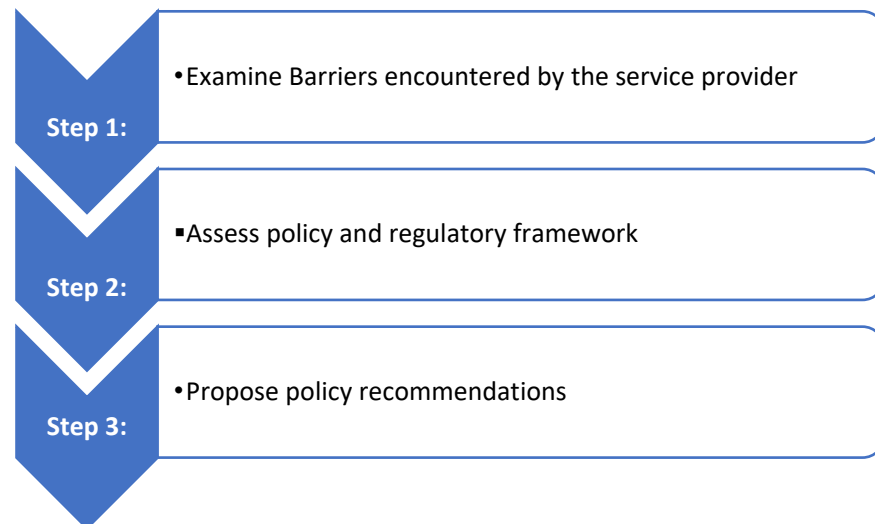 •Examine Barriers encountered by the service provider
Step 1:
▪Assess policy and regulatory framework
Step 2:
•Propose policy recommendations
Step 3: